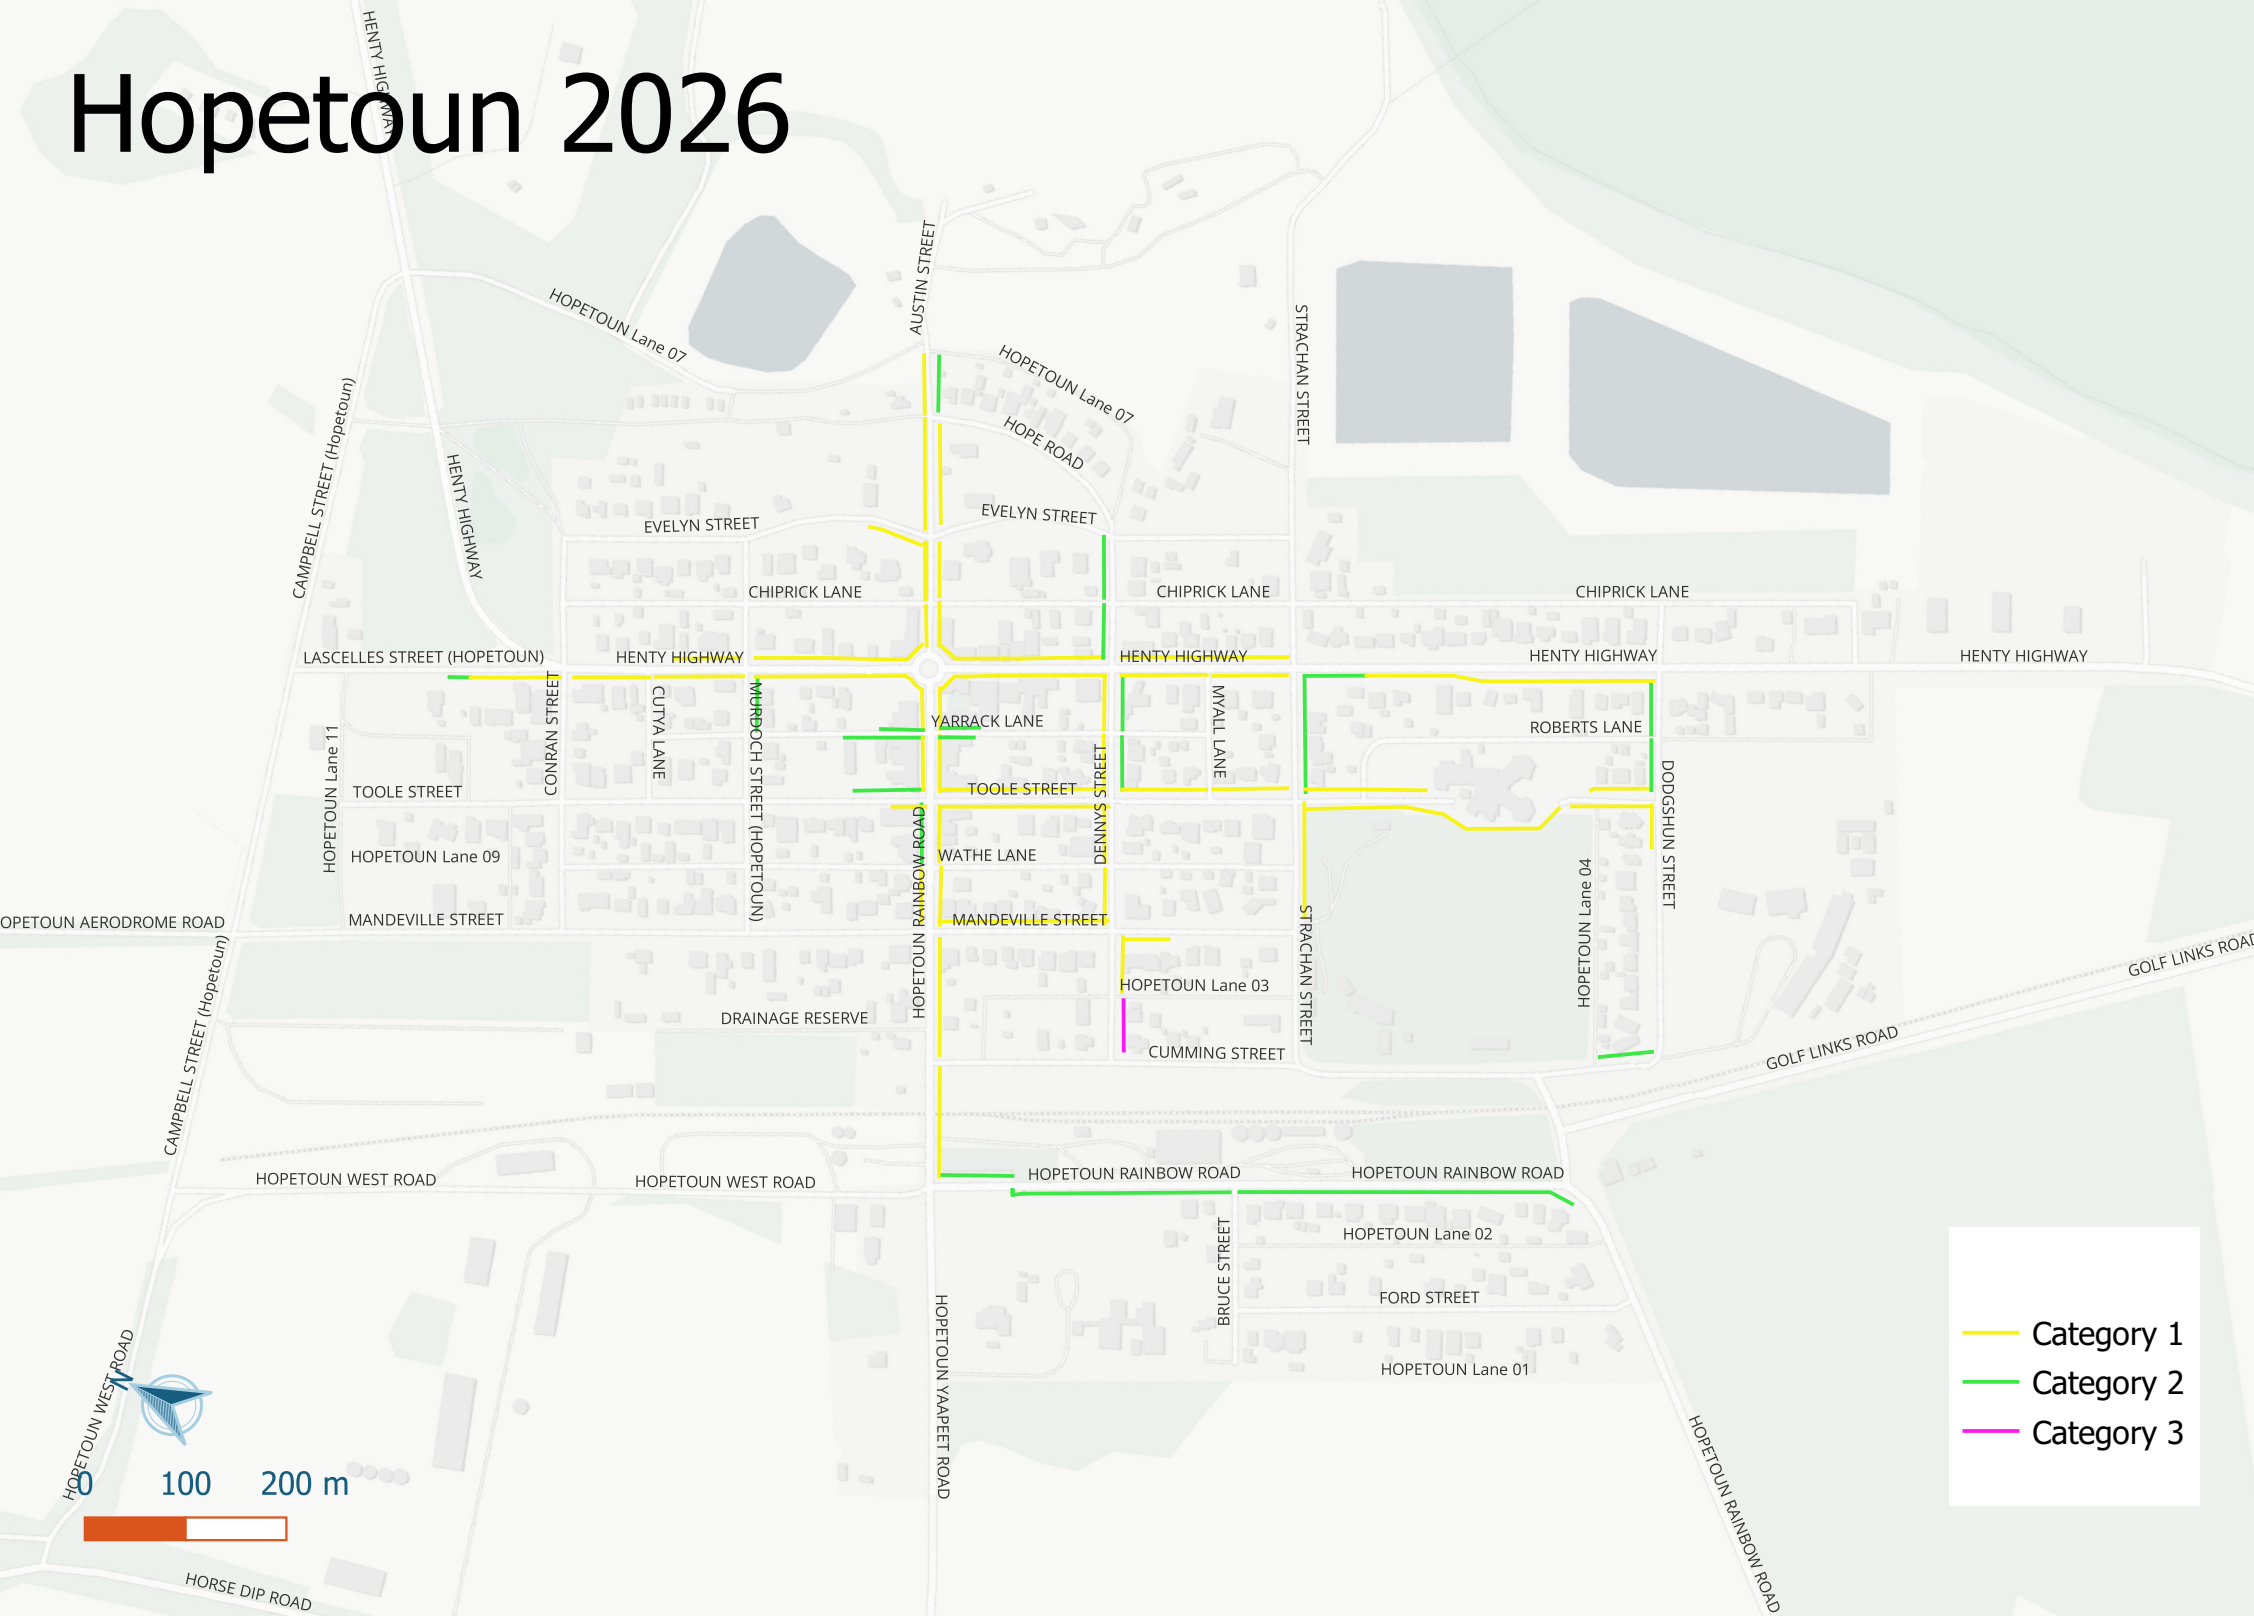 Hopetoun 2026
HENTY HIGHWAY
AUSTIN STREET
HOPETOUN Lane 07
HOPETOUN Lane 07
STRACHAN STREET
CAMPBELL STREET (Hopetoun)
HOPE ROAD
HENTY HIGHWAY
EVELYN STREET
EVELYN STREET
CHIPRICK LANE
CHIPRICK LANE
CHIPRICK LANE
LASCELLES STREET (HOPETOUN)
HENTY HIGHWAY
HENTY HIGHWAY
HENTY HIGHWAY
HENTY HIGHWAY
CONRAN STREET
CUTYA LANE
MURDOCH STREET (HOPETOUN)
YARRACK LANE
MYALL LANE
ROBERTS LANE
HOPETOUN Lane 11
TOOLE STREET
TOOLE STREET
DENNYS STREET
DODGSHUN STREET
HOPETOUN Lane 09
HOPETOUN RAINBOW ROAD
WATHE LANE
HOPETOUN Lane 04
OPETOUN AERODROME ROAD
MANDEVILLE STREET
MANDEVILLE STREET
STRACHAN STREET
GOLF LINKS ROAD
CAMPBELL STREET (Hopetoun)
HOPETOUN Lane 03
DRAINAGE RESERVE
CUMMING STREET
GOLF LINKS ROAD
HOPETOUN WEST ROAD
HOPETOUN WEST ROAD
HOPETOUN RAINBOW ROAD
HOPETOUN RAINBOW ROAD
BRUCE STREET
HOPETOUN Lane 02
FORD STREET
HOPETOUN YAAPEET ROAD
HOPETOUN Lane 01
HOPETOUN WEST ROAD
HOPETOUN RAINBOW ROAD
Category 1
Category 2
Category 3
N
0 100 200 m
HORSE DIP ROAD